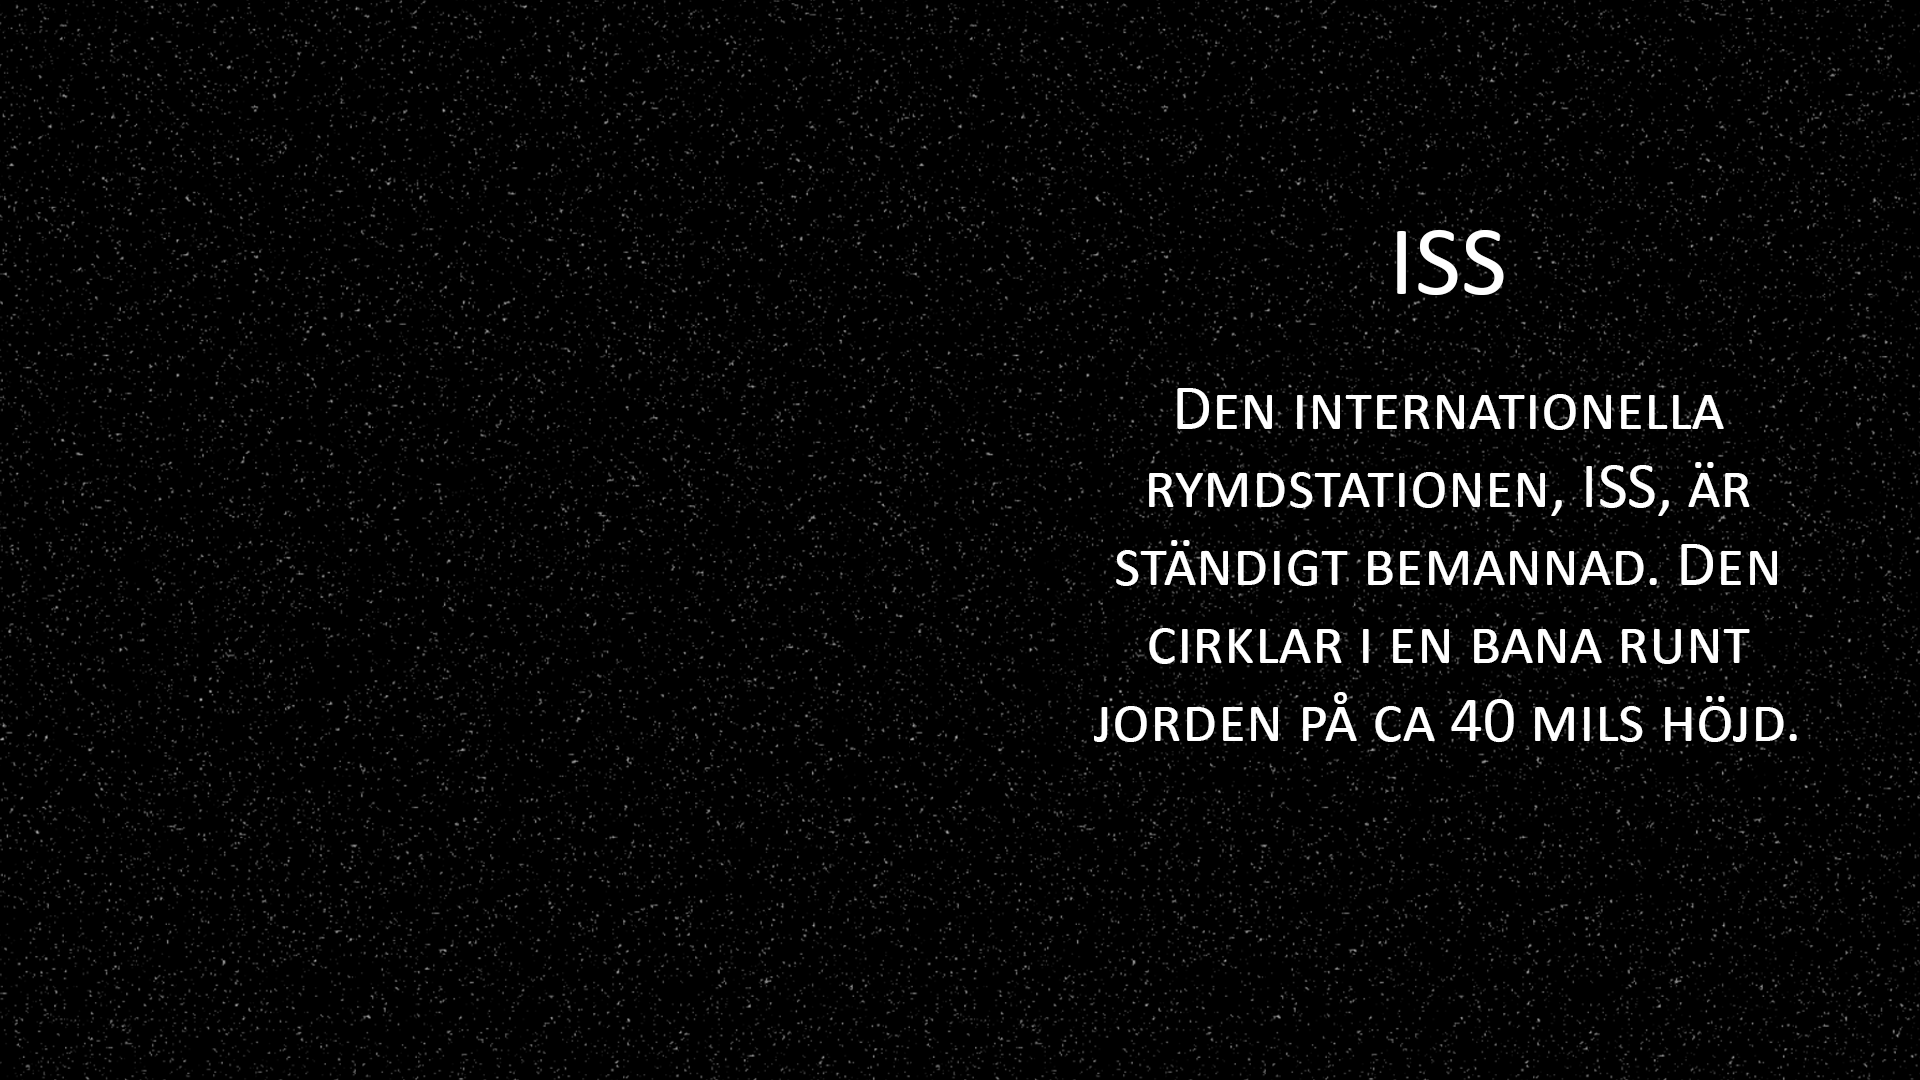 ISS
Den internationella
rymdstationen, ISS, är
ständigt bemannad. Den
cirklar i en bana runt
jorden på ca 40 mils höjd.